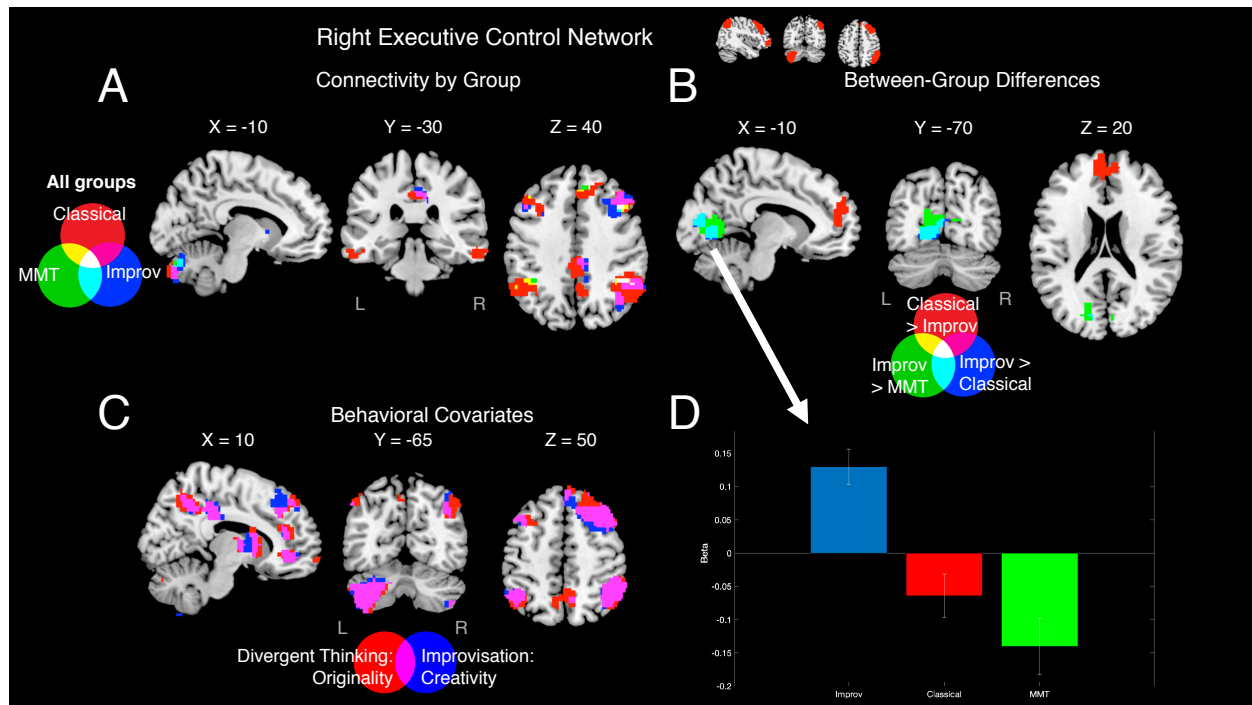 Right Executive Control Network
A
Connectivity by Group
X = -10
Y = -30
Z = 40
All groups
Classical
MMT
Improv
L
R
B
Between-Group Differences
X = -10
Y = -70
Z = 20
L
R
Classical
> Improv
Improv
> MMT
Improv >
Classical
C
Behavioral Covariates
X = 10
Y = -65
Z = 50
L
R
Divergent Thinking:
Originality
Improvisation:
Creativity
D
0.15
0.1
0.05
0
-0.05
-0.1
-0.15
-0.2
Beta
Improv
Classical
MMT